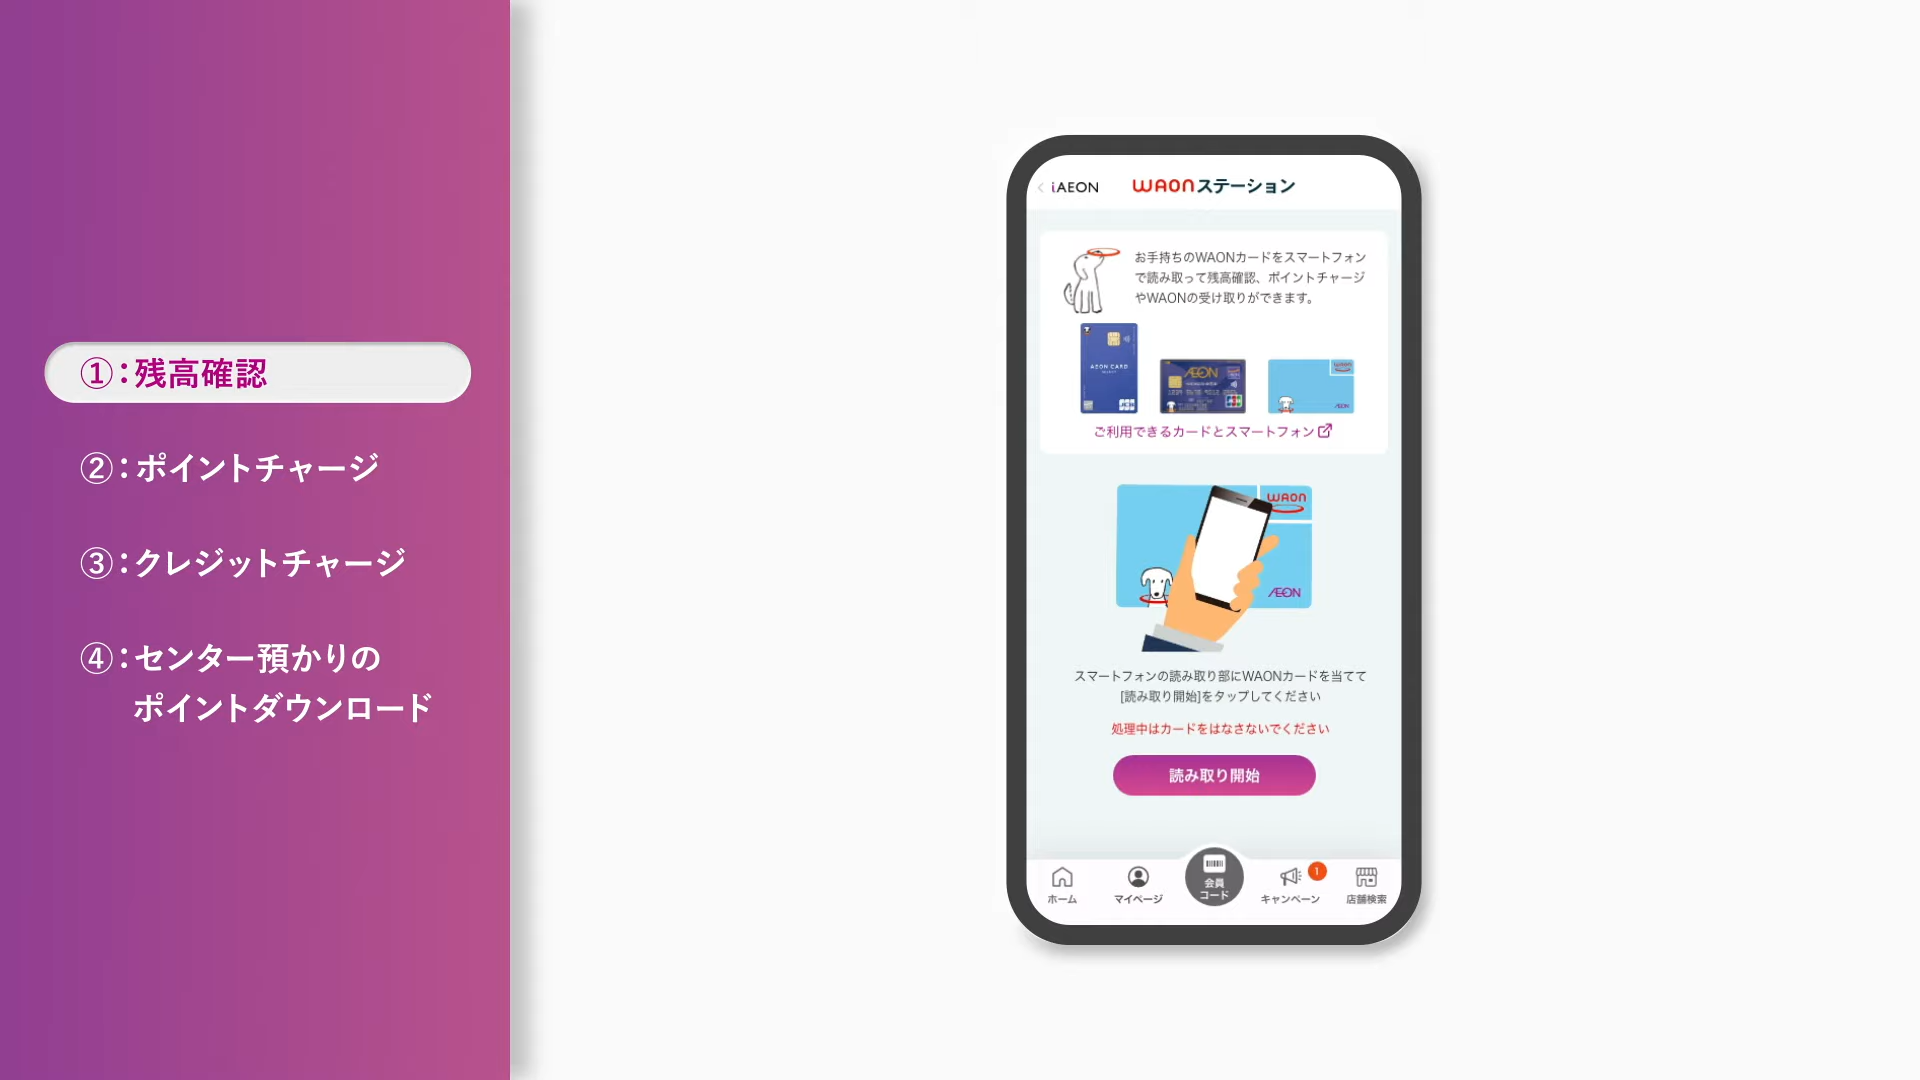 ①：残高確認
②：ポイントチャージ
③：クレジットチャージ
④：センター預かりの
ポイントダウンロード
iAEON
WAONステーション
お手持ちのWAONカードをスマートフォン
で読み取って残高確認、ポイントチャージ
やWAONの受け取りができます。
AEON CARD
AEON
JCB
JCB
WAON
AEON
ご利用できるカードとスマートフォン
WAON
AEON
スマートフォンの読み取り部にWAONカードを当てて
[読み取り開始]をタップしてください
処理中はカードをはなさないでください
読み取り開始
ホーム
マイページ
会員
コード
キャンペーン
1
店舗検索